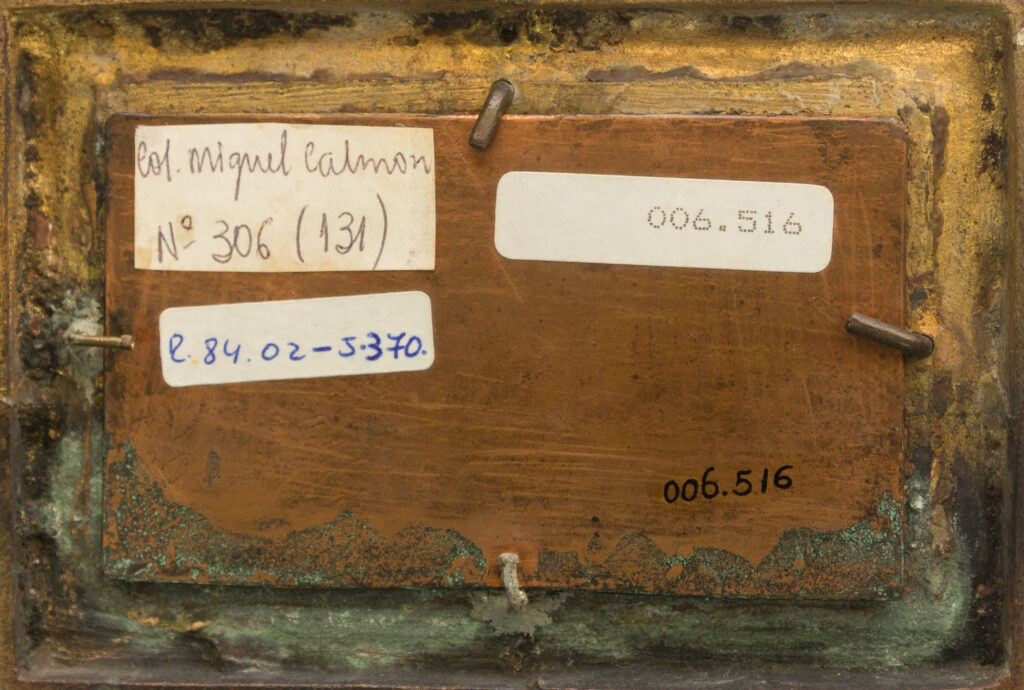 Col. Miguel Calmon
Nº 306 (131)
006.516
R. 84.02-5.370.
006.516